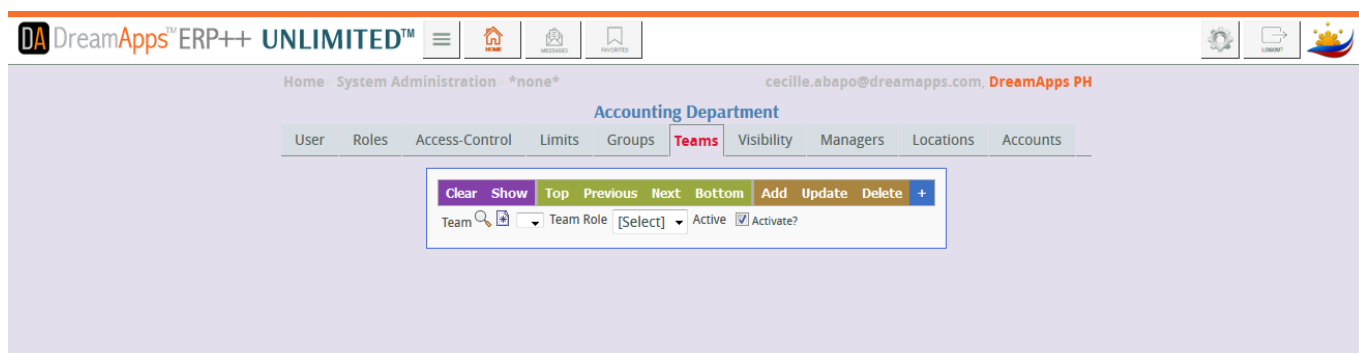 DA DreamApps™ ERP++ UNLIMITED™ HOME MESSAGES FAVORITES LOGOUT
Home System Administration *none* cecille.abapo@dreamapps.com, DreamApps PH
Accounting Department
User Roles Access-Control Limits Groups Teams Visibility Managers Locations Accounts
Clear Show Top Previous Next Bottom Add Update Delete +
Team Team Role [Select] Active Activate?